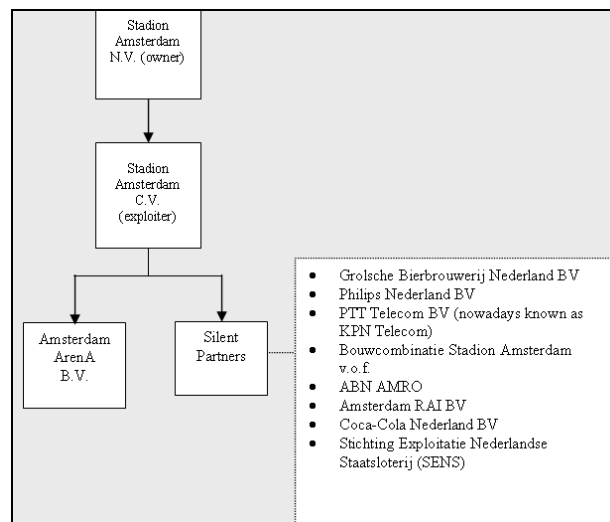 Stadion
Amsterdam
N.V. (owner)
Stadion
Amsterdam
C.V.
(exploiter)
Amsterdam
ArenA
B.V.
Silent
Partners
• Grolsche Bierbrouwerij Nederland BV
• Philips Nederland BV
• PTT Telecom BV (nowadays known as
KPN Telecom)
• Bouwcombinatie Stadion Amsterdam
v.o.f.
• ABN AMRO
• Amsterdam RAI BV
• Coca-Cola Nederland BV
• Stichting Exploitatie Nederlandse
Staatsloterij (SENS)